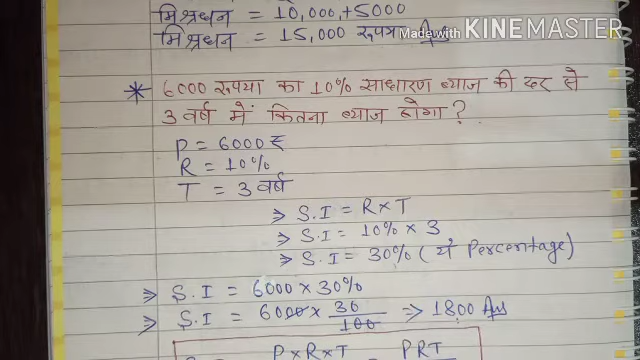 मिश्रधन = 10,000+5000
मिश्रधन = 15,000 रुपया
Made with KINEMASTER
* 6000 रुपया का 10% साधारण ब्याज की दर से
3 वर्ष में कितना ब्याज होगा?
P = 6000 ₹
R = 10%
T = 3 वर्ष
⇒ S.I = R×T
⇒ S.I = 10% × 3
⇒ S.I = 30% (में Percentage)
⇒ S.I = 6000 × 30%
⇒ S.I = 6000 × 30/100 ⇒ 1800 Ans
P×R×T = PRT